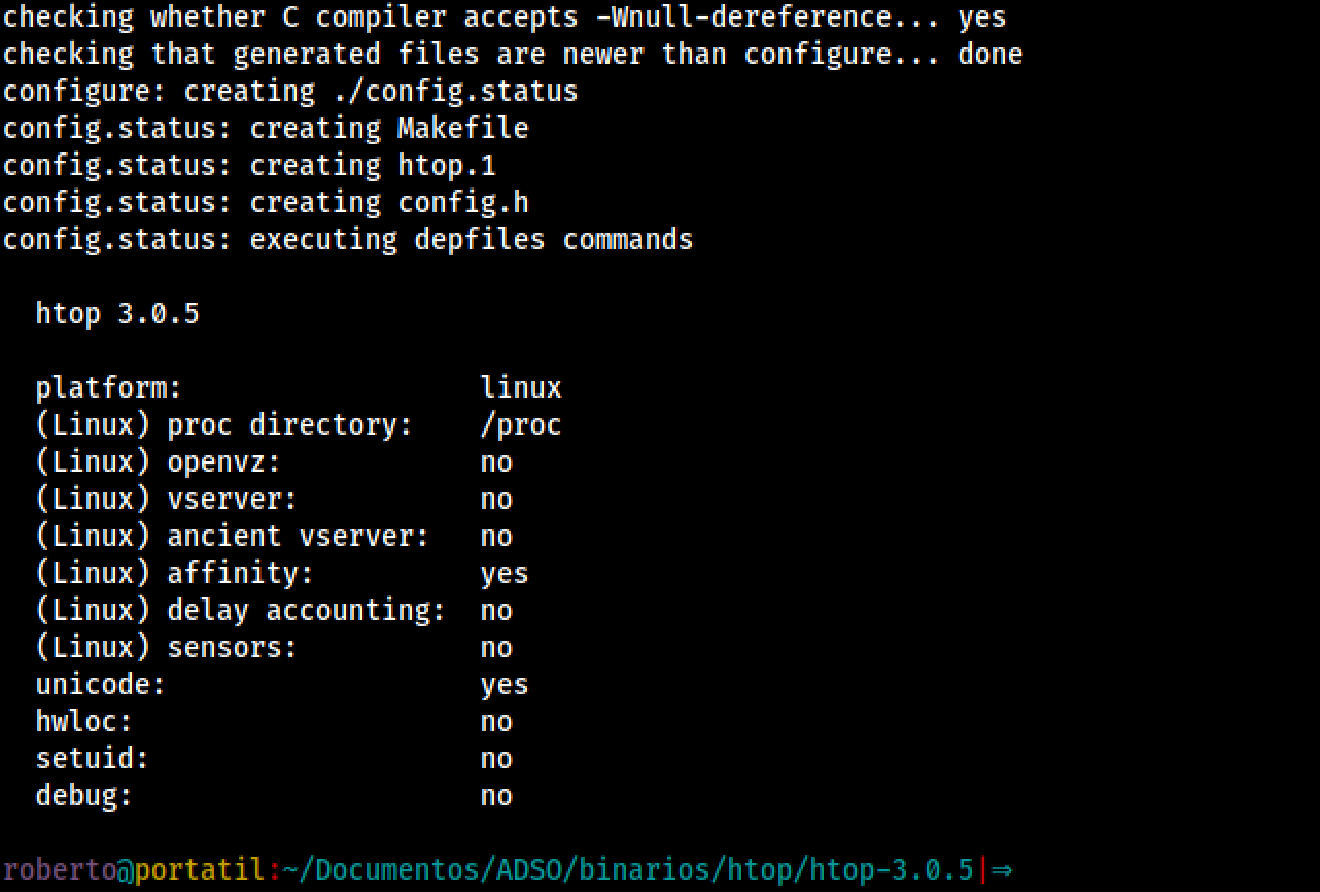 checking whether C compiler accepts -Wnull-dereference... yes
checking that generated files are newer than configure... done
configure: creating ./config.status
config.status: creating Makefile
config.status: creating htop.1
config.status: creating config.h
config.status: executing depfiles commands
htop 3.0.5
platform: linux
(Linux) proc directory: /proc
(Linux) openvz: no
(Linux) vserver: no
(Linux) ancient vserver: no
(Linux) affinity: yes
(Linux) delay accounting: no
(Linux) sensors: no
unicode: yes
hwloc: no
setuid: no
debug: no
roberto@portatil:~/Documentos/ADSO/binarios/htop/htop-3.0.5|⇒